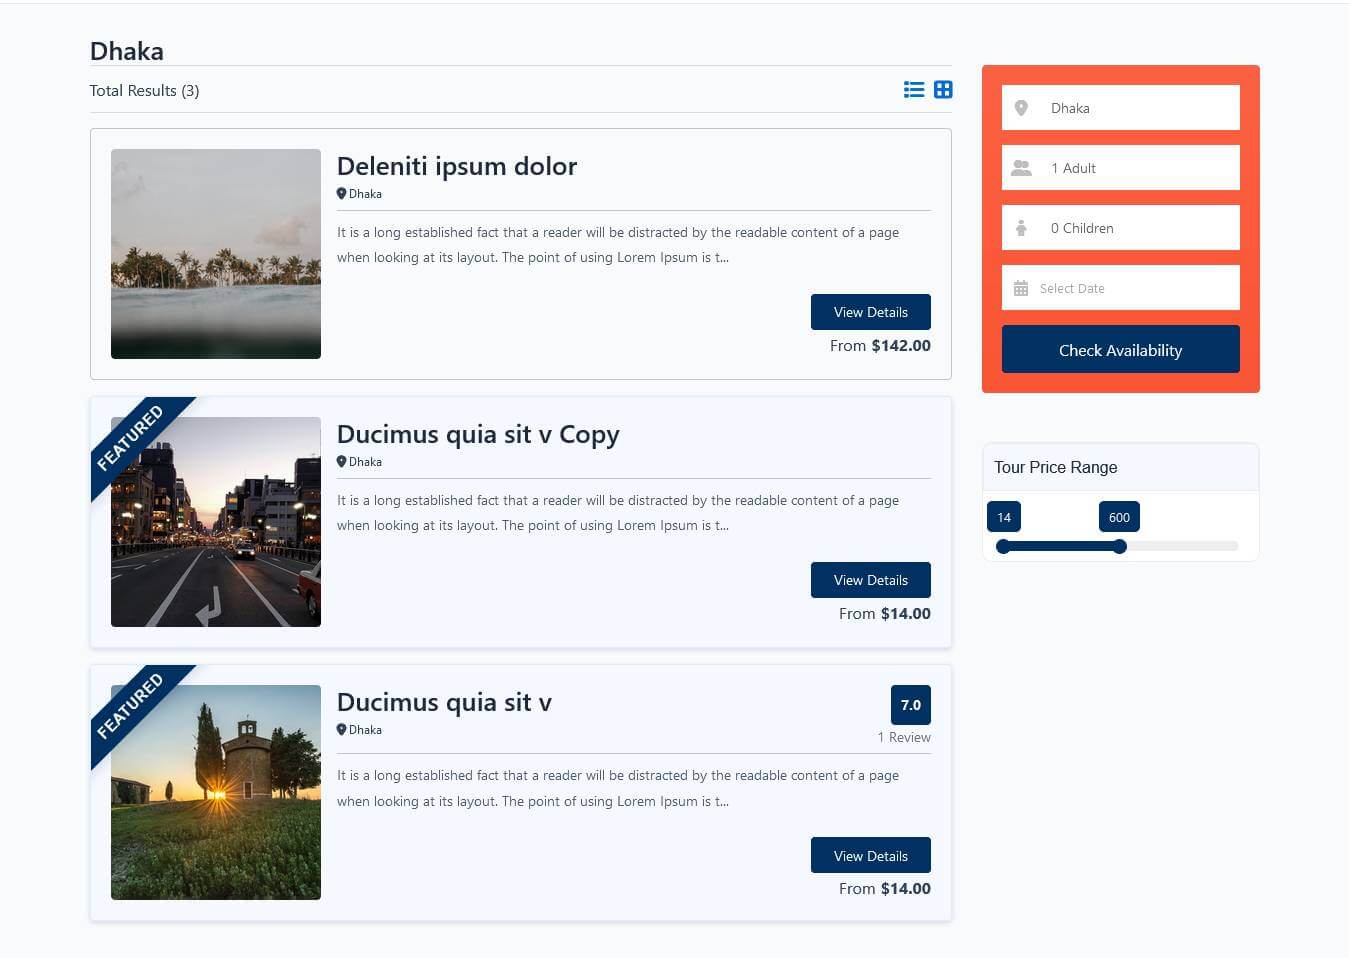 Dhaka
Total Results (3)
Deleniti ipsum dolor
Dhaka
It is a long established fact that a reader will be distracted by the readable content of a page
when looking at its layout. The point of using Lorem Ipsum is t...
View Details
From $142.00
FEATURED
Ducimus quia sit v Copy
Dhaka
It is a long established fact that a reader will be distracted by the readable content of a page
when looking at its layout. The point of using Lorem Ipsum is t...
View Details
From $14.00
FEATURED
Ducimus quia sit v
7.0
Dhaka
1 Review
It is a long established fact that a reader will be distracted by the readable content of a page
when looking at its layout. The point of using Lorem Ipsum is t...
View Details
From $14.00
Dhaka
1 Adult
0 Children
Select Date
Check Availability
Tour Price Range
14 600